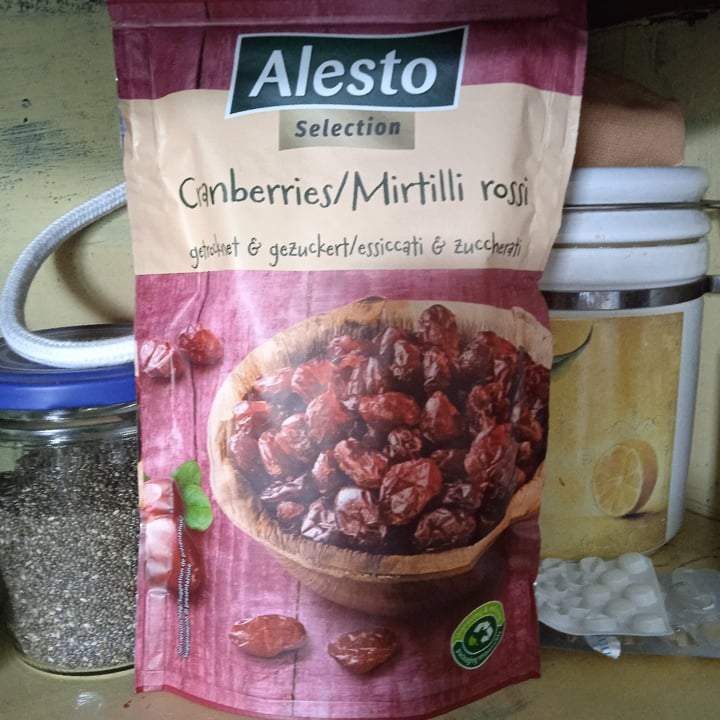 Alesto
Selection
Cranberries/Mirtilli rossi
getrocknet & gezuckert/essiccati & zuccherati